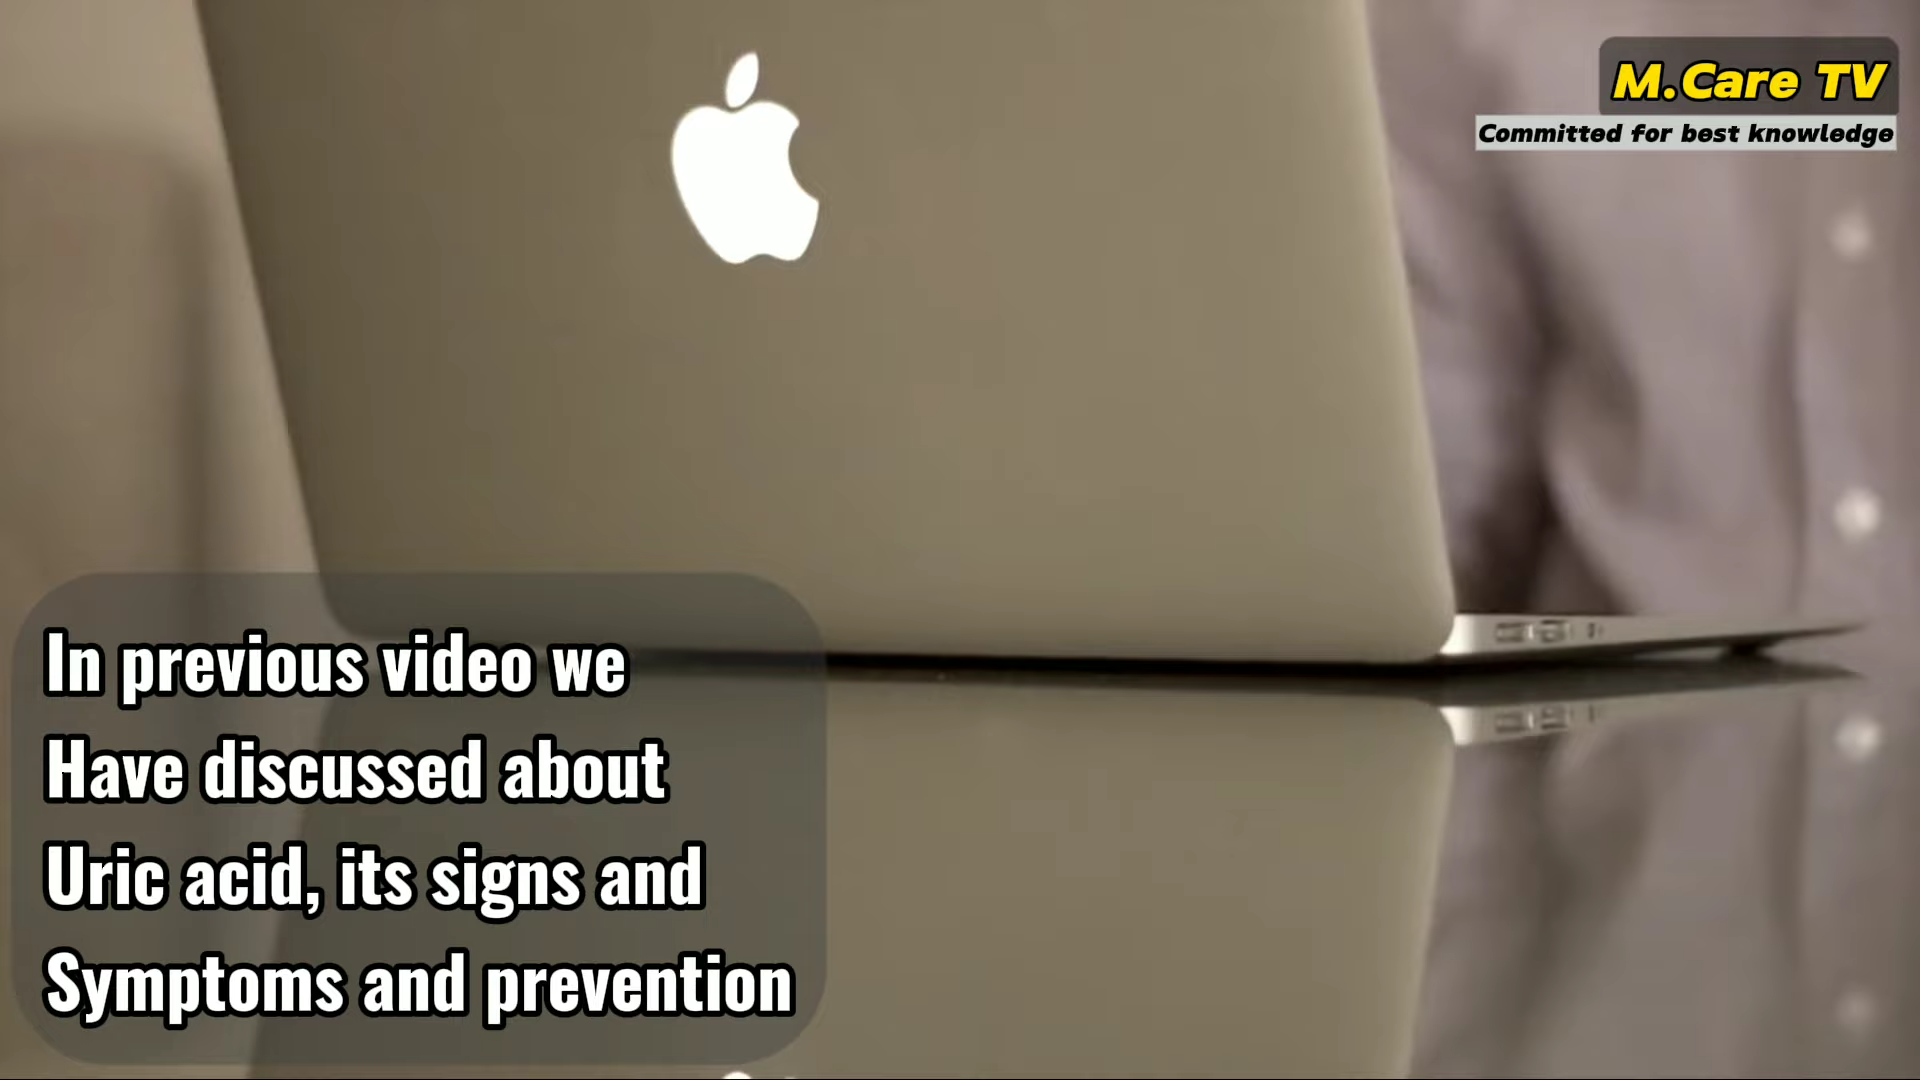 M.Care TV
Committed for best knowledge
In previous video we
Have discussed about
Uric acid, its signs and
Symptoms and prevention